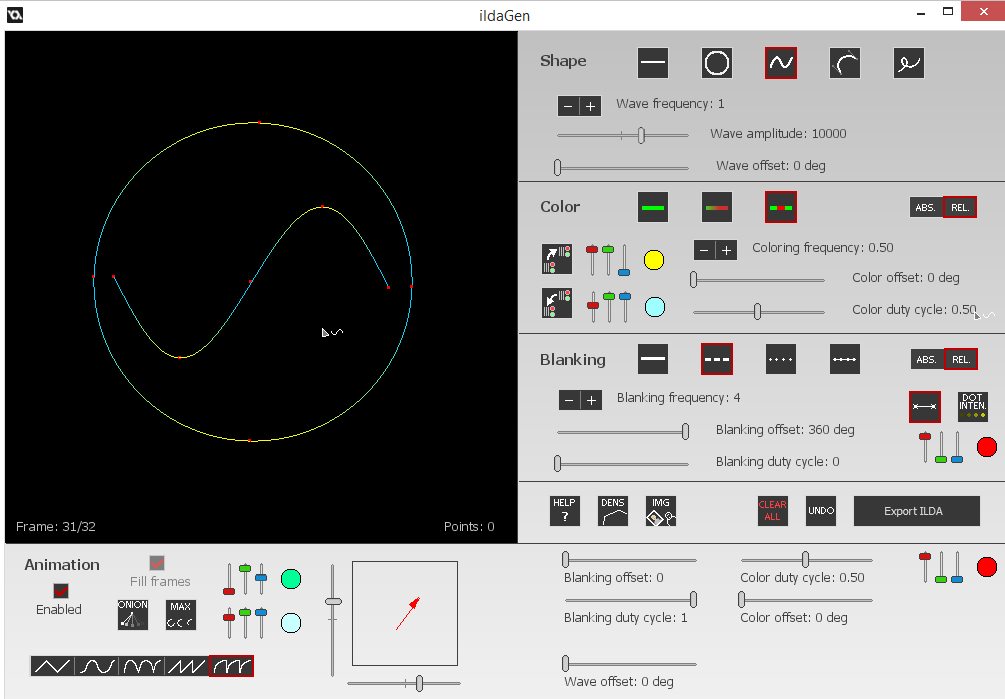 ildaGen
Shape
Wave frequency: 1
Wave amplitude: 10000
Wave offset: 0 deg
Color
ABS. REL.
Coloring frequency: 0.50
Color offset: 0 deg
Color duty cycle: 0.50
Blanking
ABS. REL.
Blanking frequency: 4
DOT
INTEN.
Blanking offset: 360 deg
Blanking duty cycle: 0
HELP
?
DENS
IMG
CLEAR
ALL
UNDO
Export ILDA
Frame: 31/32
Points: 0
Animation
Enabled
Fill frames
ONION
MAX
Blanking offset: 0
Color duty cycle: 0.50
Blanking duty cycle: 1
Color offset: 0 deg
Wave offset: 0 deg